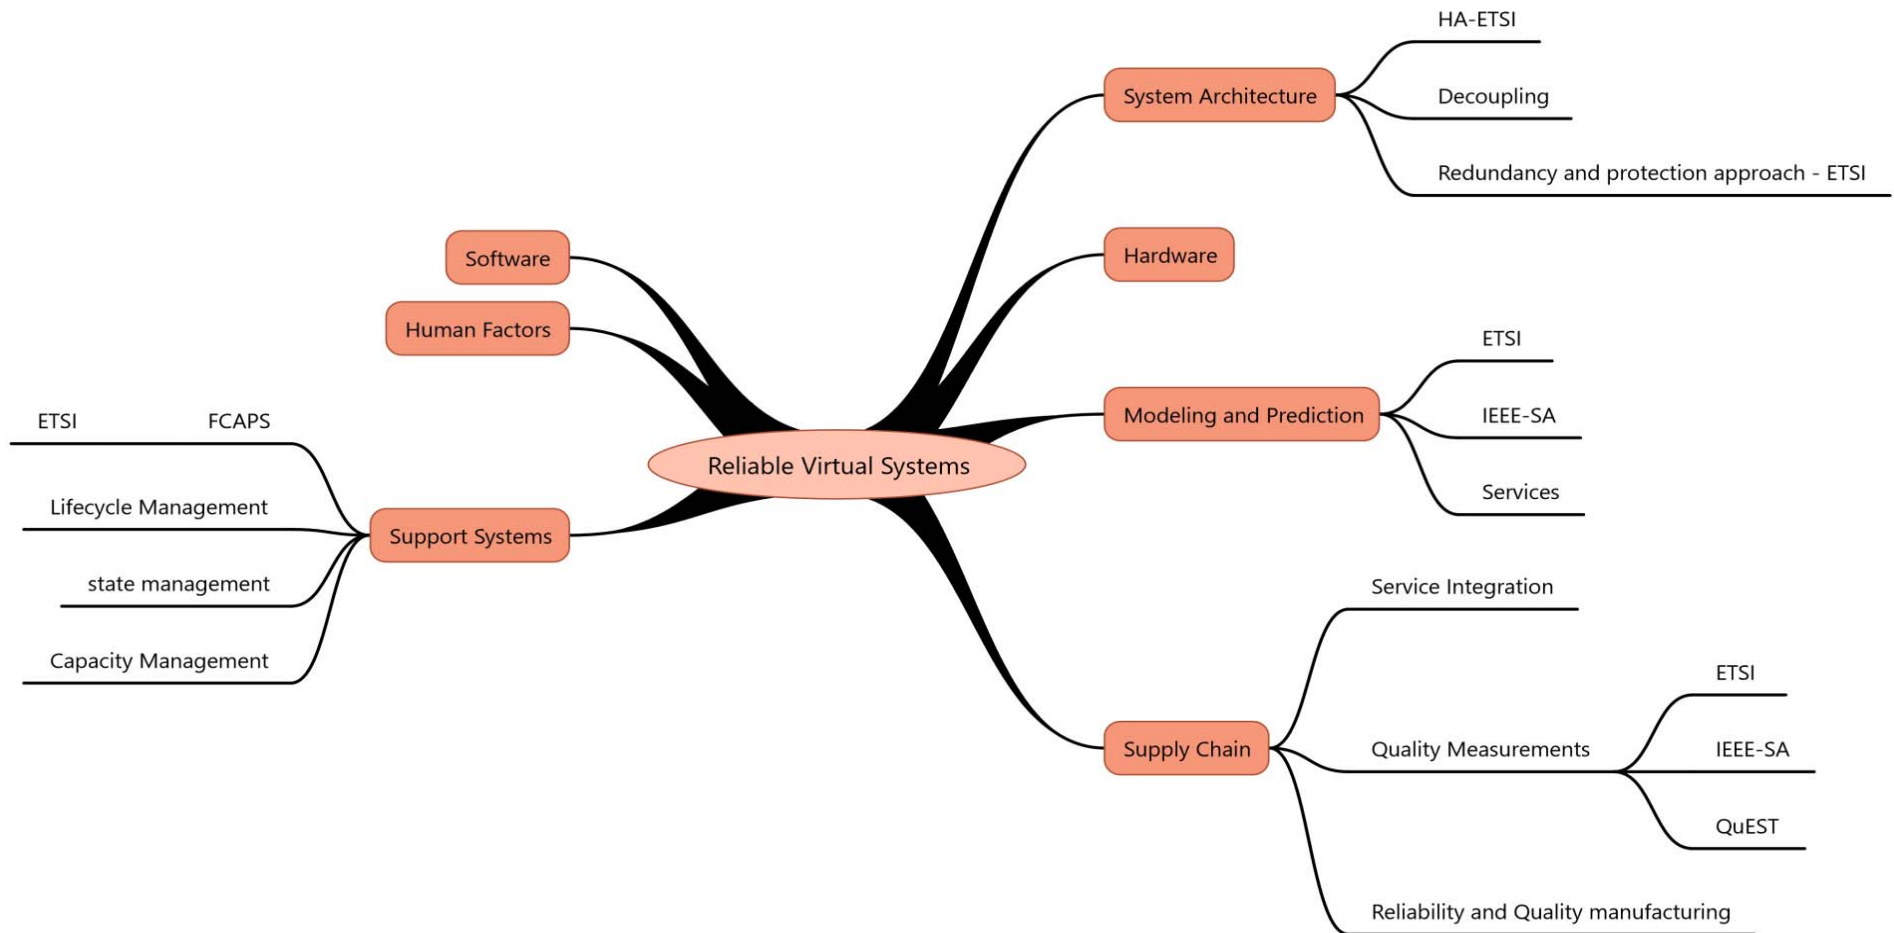 HA-ETSI
System Architecture
Decoupling
Redundancy and protection approach - ETSI
Software
Hardware
Human Factors
ETSI
Modeling and Prediction
IEEE-SA
Services
ETSI FCAPS
Reliable Virtual Systems
Lifecycle Management
Support Systems
state management
Capacity Management
Service Integration
ETSI
Supply Chain
Quality Measurements
IEEE-SA
QuEST
Reliability and Quality manufacturing